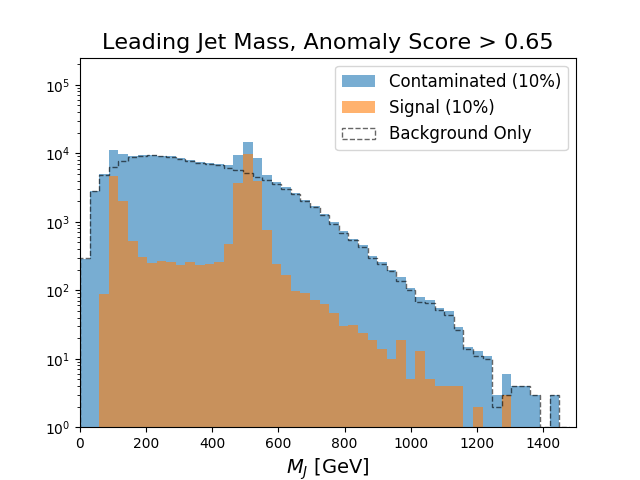 Leading Jet Mass, Anomaly Score > 0.65
Contaminated (10%)
Signal (10%)
Background Only
10^5
10^4
10^3
10^2
10^1
10^0
0 200 400 600 800 1000 1200 1400
M_J [GeV]